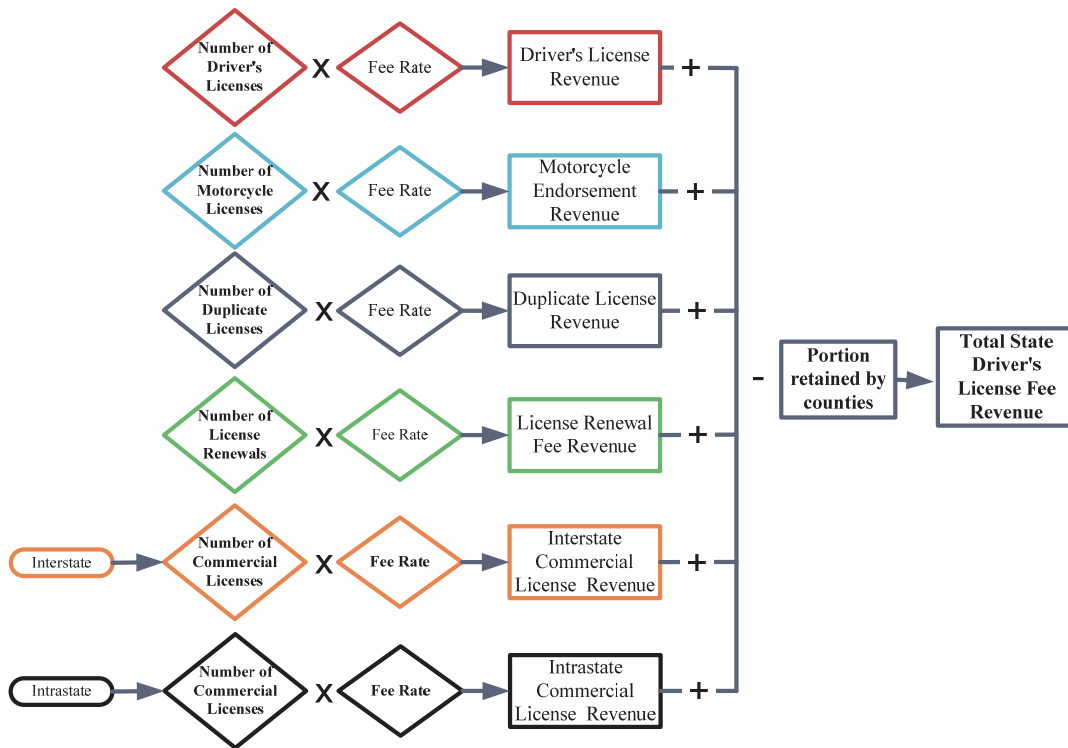 Number of
Driver's
Licenses
X
Fee Rate
Driver's License
Revenue
+
Number of
Motorcycle
Licenses
X
Fee Rate
Motorcycle
Endorsement
Revenue
+
Number of
Duplicate
Licenses
X
Fee Rate
Duplicate License
Revenue
+
Portion
retained by
counties
-
Total State
Driver's
License Fee
Revenue
Number of
License
Renewals
X
Fee Rate
License Renewal
Fee Revenue
+
Interstate
Number of
Commercial
Licenses
X
Fee Rate
Interstate
Commercial
License Revenue
+
Intrastate
Number of
Commercial
Licenses
X
Fee Rate
Intrastate
Commercial
License Revenue
+